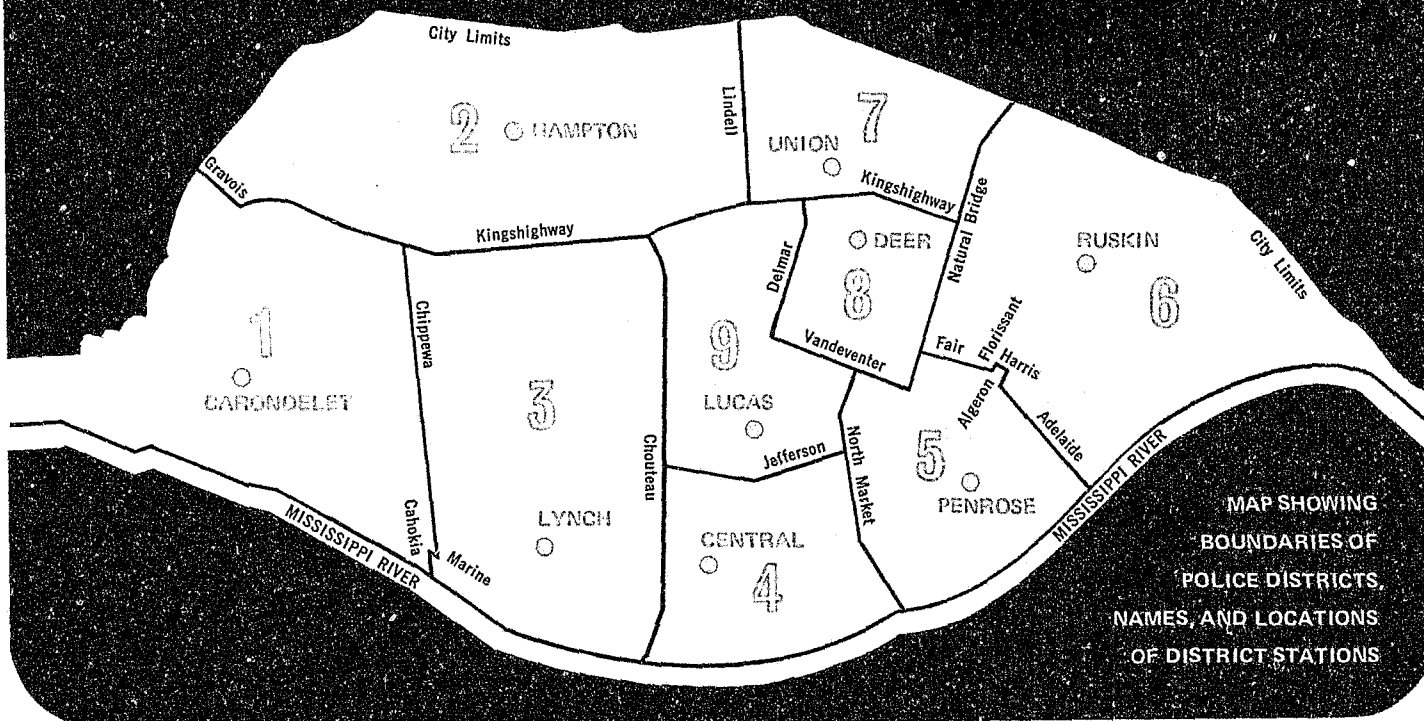 City Limits
Lindell
7
2
HAMPTON
UNION
Gravois
Kingshighway
Natural Bridge
Kingshighway
DEER
RUSKIN
City Limits
Delmar
8
6
1
Chippewa
9
Vandeventer
Fair
Florissant
Harris
CARONDELET
3
LUCAS
Algeron
Adelaide
Chouteau
Jefferson
North Market
5
PENROSE
MISSISSIPPI RIVER
Cahokia
Marine
LYNCH
CENTRAL
4
MISSISSIPPI RIVER
MAP SHOWING
BOUNDARIES OF
POLICE DISTRICTS,
NAMES, AND LOCATIONS
OF DISTRICT STATIONS